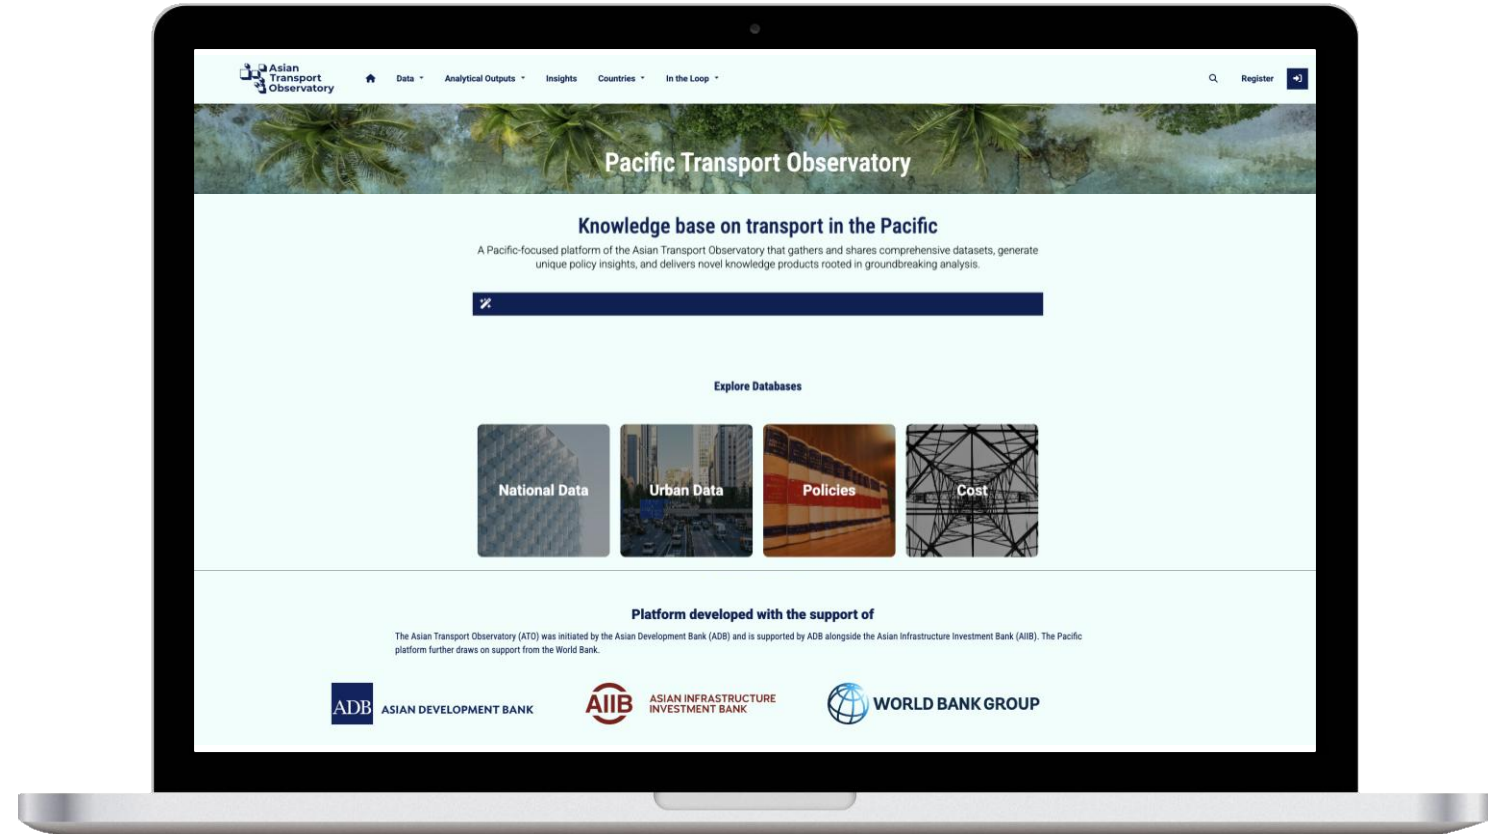 Asian
Transport
Observatory
Data
Analytical Outputs
Insights
Countries
In the Loop
Register
Pacific Transport Observatory
Knowledge base on transport in the Pacific
A Pacific-focused platform of the Asian Transport Observatory that gathers and shares comprehensive datasets, generate
unique policy insights, and delivers novel knowledge products rooted in groundbreaking analysis.
Explore Databases
National Data
Urban Data
Policies
Cost
Platform developed with the support of
The Asian Transport Observatory (ATO) was initiated by the Asian Development Bank (ADB) and is supported by ADB alongside the Asian Infrastructure Investment Bank (AIIB). The Pacific
platform further draws on support from the World Bank.
ADB
ASIAN DEVELOPMENT BANK
AIIB
ASIAN INFRASTRUCTURE
INVESTMENT BANK
WORLD BANK GROUP